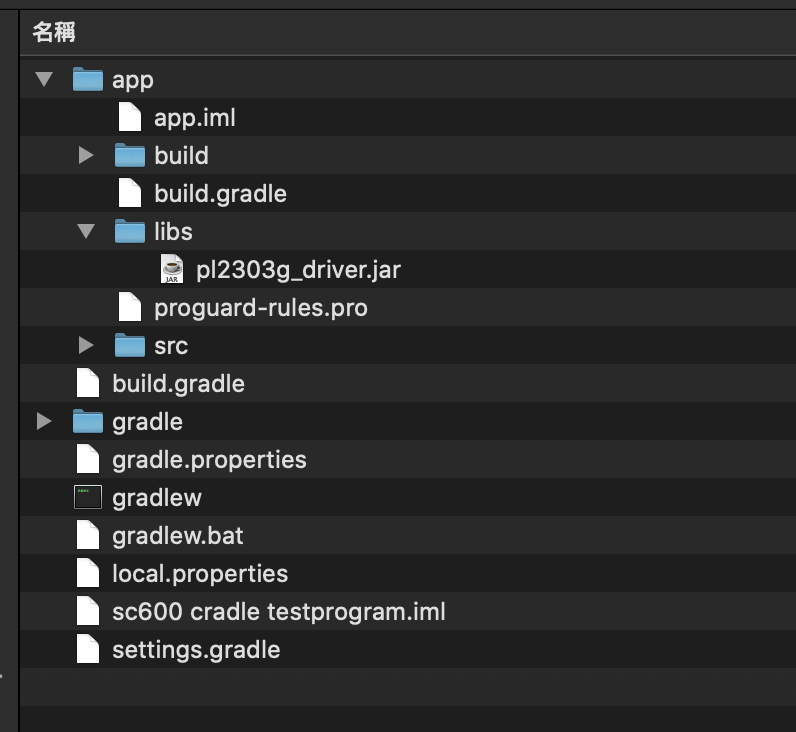 名稱
app
app.iml
build
build.gradle
libs
JAR
pl2303g_driver.jar
proguard-rules.pro
src
build.gradle
gradle
gradle.properties
gradlew
gradlew.bat
local.properties
sc600 cradle testprogram.iml
settings.gradle